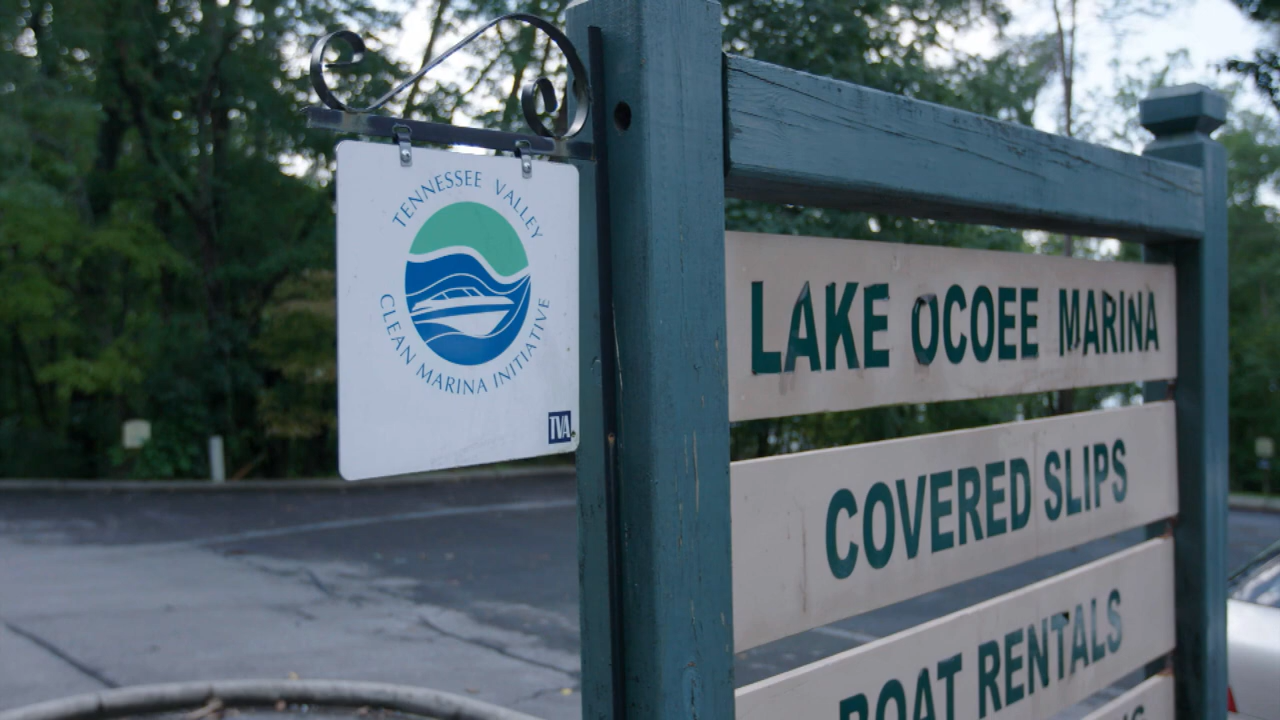 TENNESSEE VALLEY
CLEAN MARINA INITIATIVE
TVA
LAKE OCOEE MARINA
COVERED SLIPS
BOAT RENTALS